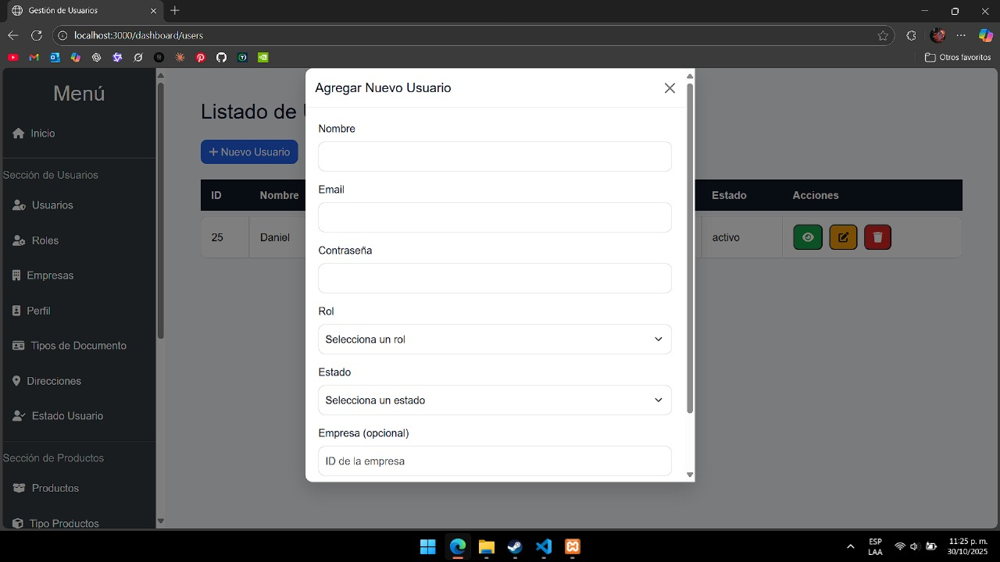 Gestión de Usuarios
localhost:3000/dashboard/users
Otros favoritos
Menú
Inicio
Sección de Usuarios
Usuarios
Roles
Empresas
Perfil
Tipos de Documento
Direcciones
Estado Usuario
Sección de Productos
Productos
Tipo Productos
Listado de
Nuevo Usuario
ID Nombre Estado Acciones
25 Daniel activo
Agregar Nuevo Usuario
Nombre
Email
Contraseña
Rol
Selecciona un rol
Estado
Selecciona un estado
Empresa (opcional)
ID de la empresa
ESP
LAA
11:25 p. m.
30/10/2025